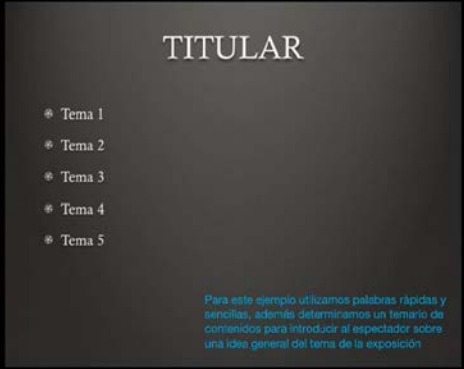 TITULAR
Tema 1
Tema 2
Tema 3
Tema 4
Tema 5
Para este ejemplo utilizamos palabras rápidas y
sencillas, además determinamos un temario de
contenidos para introducir al espectador sobre
una idea general del tema de la exposición